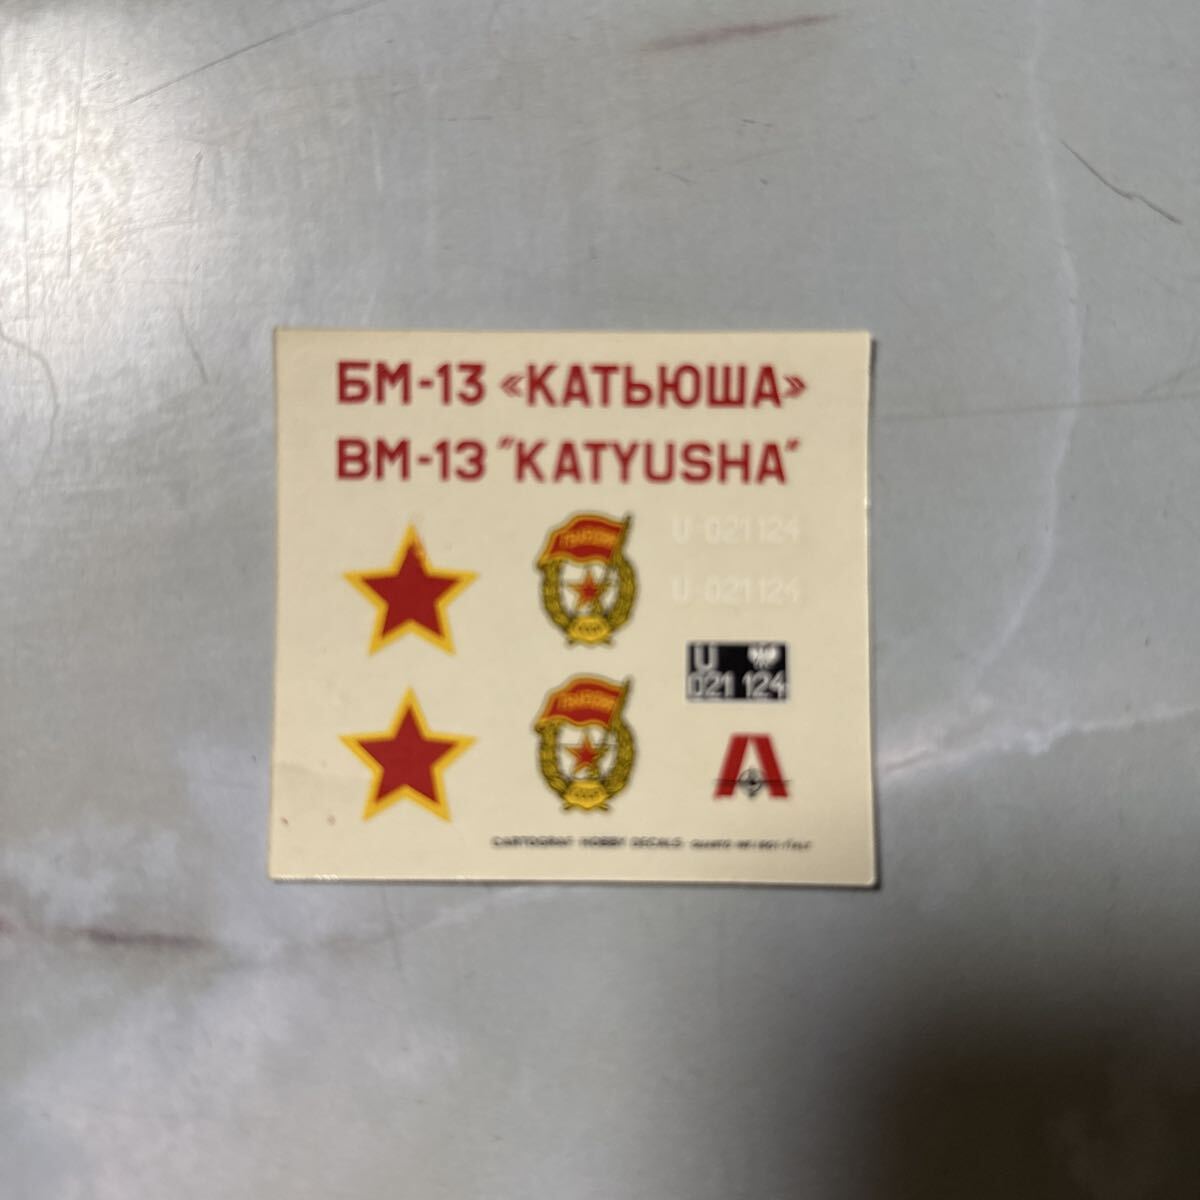 БМ-13 «КАТЬЮША»
BM-13 "KATYUSHA"
U-021 124
U-021 124
U
021 124
A
CARTOGRAF HOBBY DECALS